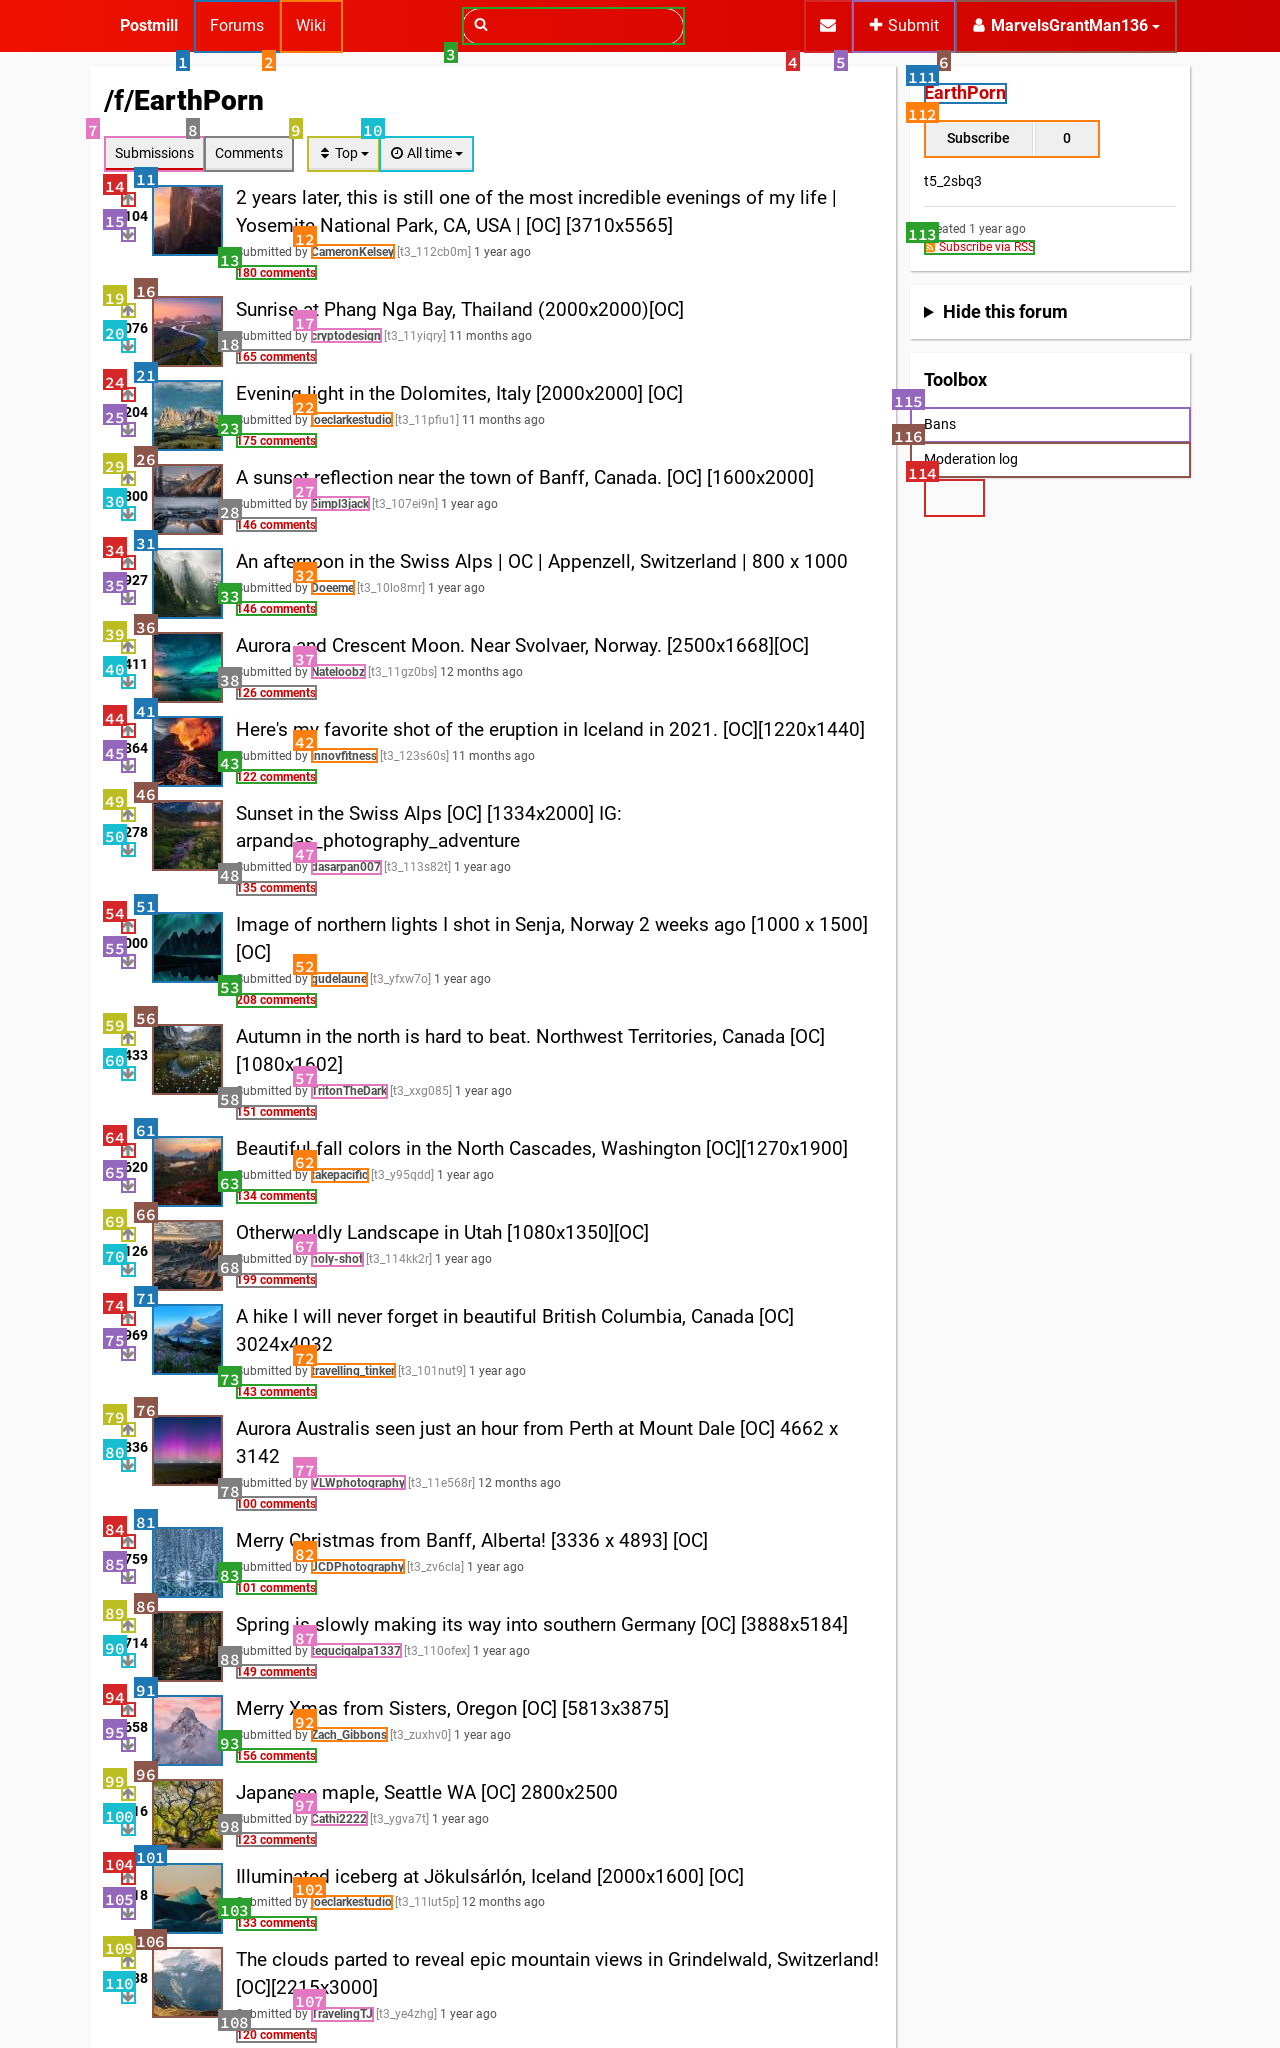 Postmill Forums Wiki Submit MarvelsGrantMan136
1 2 3 4 5 6
/f/EarthPorn
7 8 9 10
Submissions Comments Top All time
14 11 2 years later, this is still one of the most incredible evenings of my life |
15 104 Yosemite National Park, CA, USA | [OC] [3710x5565]
12
13 Submitted by CameronKelsey [t3_112cb0m] 1 year ago
180 comments
19 16 Sunrise at Phang Nga Bay, Thailand (2000x2000)[OC]
20 076 17
18 Submitted by cryptodesign [t3_11yiqry] 11 months ago
165 comments
24 21 Evening light in the Dolomites, Italy [2000x2000] [OC]
25 204 22
23 Submitted by joeclarkestudio [t3_11pfiu1] 11 months ago
175 comments
29 26 A sunset reflection near the town of Banff, Canada. [OC] [1600x2000]
30 300 27
28 Submitted by 5impl3jack [t3_107ei9n] 1 year ago
146 comments
34 31 An afternoon in the Swiss Alps | OC | Appenzell, Switzerland | 800 x 1000
35 927 32
33 Submitted by Doeeme [t3_10lo8mr] 1 year ago
146 comments
39 36 Aurora and Crescent Moon. Near Svolvaer, Norway. [2500x1668][OC]
40 411 37
38 Submitted by Nateloobz [t3_11gz0bs] 12 months ago
126 comments
44 41 Here's my favorite shot of the eruption in Iceland in 2021. [OC][1220x1440]
45 364 42
43 Submitted by innovfitness [t3_123s60s] 11 months ago
122 comments
49 46 Sunset in the Swiss Alps [OC] [1334x2000] IG:
50 278 arpandas_photography_adventure
47
48 Submitted by dasarpan007 [t3_113s82t] 1 year ago
135 comments
54 51 Image of northern lights I shot in Senja, Norway 2 weeks ago [1000 x 1500]
55 000 [OC]
52
53 Submitted by gudelaune [t3_yfxw7o] 1 year ago
208 comments
59 56 Autumn in the north is hard to beat. Northwest Territories, Canada [OC]
60 433 [1080x1602]
57
58 Submitted by TritonTheDark [t3_xxg085] 1 year ago
151 comments
64 61 Beautiful fall colors in the North Cascades, Washington [OC][1270x1900]
65 620 62
63 Submitted by takepacific [t3_y95qdd] 1 year ago
134 comments
69 66 Otherworldly Landscape in Utah [1080x1350][OC]
70 126 67
68 Submitted by holy-shot [t3_114kk2r] 1 year ago
199 comments
74 71 A hike I will never forget in beautiful British Columbia, Canada [OC]
75 969 3024x4032
72
73 Submitted by travelling_tinker [t3_101nut9] 1 year ago
143 comments
79 76 Aurora Australis seen just an hour from Perth at Mount Dale [OC] 4662 x
80 836 3142
77
78 Submitted by VLWphotography [t3_11e568r] 12 months ago
100 comments
84 81 Merry Christmas from Banff, Alberta! [3336 x 4893] [OC]
85 759 82
83 Submitted by JCDPhotography [t3_zv6cla] 1 year ago
101 comments
89 86 Spring is slowly making its way into southern Germany [OC] [3888x5184]
90 714 87
88 Submitted by tegucigalpa1337 [t3_110ofex] 1 year ago
149 comments
94 91 Merry Xmas from Sisters, Oregon [OC] [5813x3875]
95 658 92
93 Submitted by Zach_Gibbons [t3_zuxhv0] 1 year ago
156 comments
99 96 Japanese maple, Seattle WA [OC] 2800x2500
100 16 97
98 Submitted by Cathi2222 [t3_ygva7t] 1 year ago
123 comments
104 101 Illuminated iceberg at Jökulsárlón, Iceland [2000x1600] [OC]
105 18 102
103 Submitted by joeclarkestudio [t3_11lut5p] 12 months ago
133 comments
109 106 The clouds parted to reveal epic mountain views in Grindelwald, Switzerland!
110 38 [OC][2215x3000]
107
108 Submitted by TravelingTJ [t3_ye4zhg] 1 year ago
120 comments
111
EarthPorn
112
Subscribe 0
t5_2sbq3
113 Created 1 year ago
Subscribe via RSS
Hide this forum
Toolbox
115
Bans
116
Moderation log
114